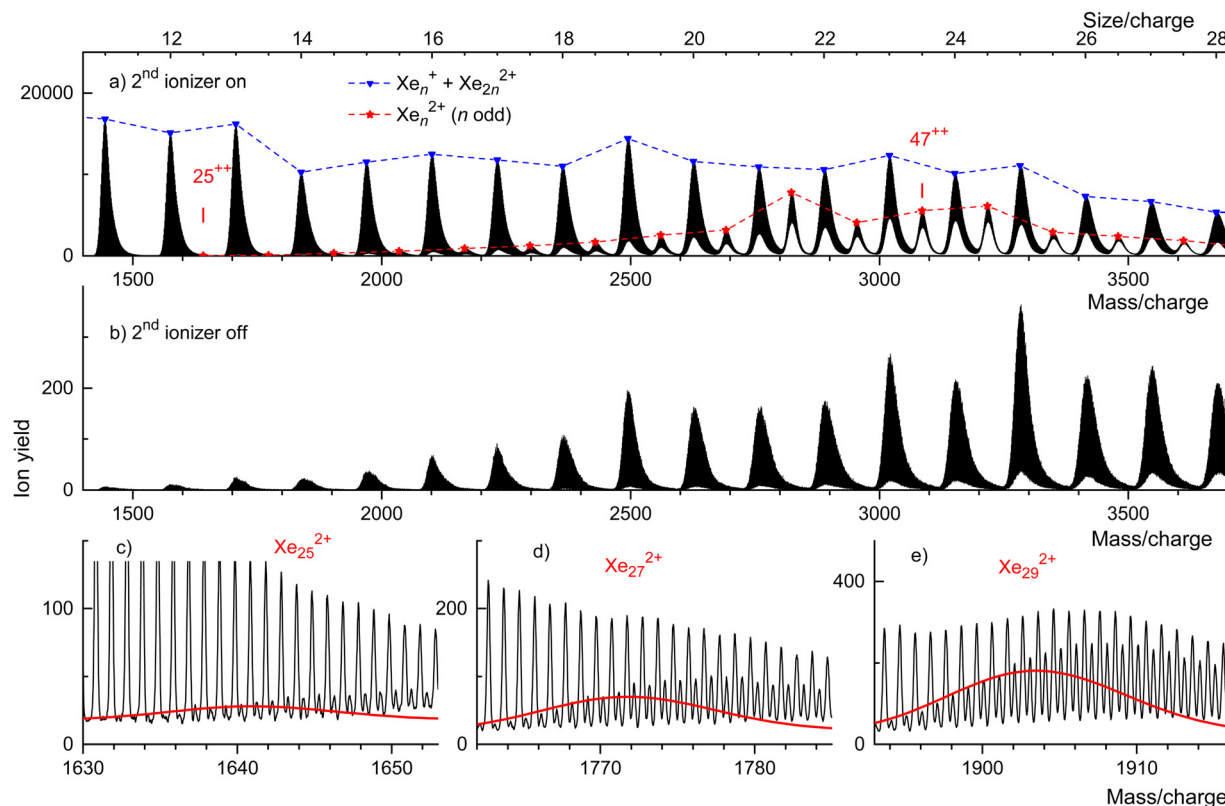 Size/charge
12 14 16 18 20 22 24 26 28
a) 2nd ionizer on
Xen+ + Xe2n2+
Xen2+ (n odd)
20000
25++
47++
0
1500 2000 2500 3000 3500
Mass/charge
b) 2nd ionizer off
200
0
Ion yield
1500 2000 2500 3000 3500
Mass/charge
c) Xe252+
100
0
1630 1640 1650
d) Xe272+
200
0
1770 1780
e) Xe292+
400
0
1900 1910
Mass/charge